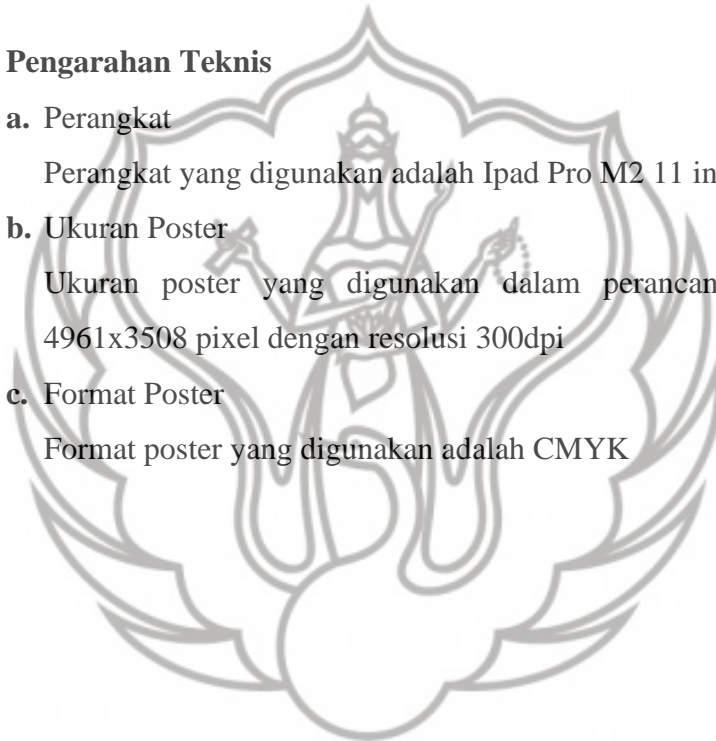 Pengarahan Teknis
a. Perangkat
Perangkat yang digunakan adalah Ipad Pro M2 11 in
b. Ukuran Poster
Ukuran poster yang digunakan dalam perancan
4961x3508 pixel dengan resolusi 300dpi
c. Format Poster
Format poster yang digunakan adalah CMYK